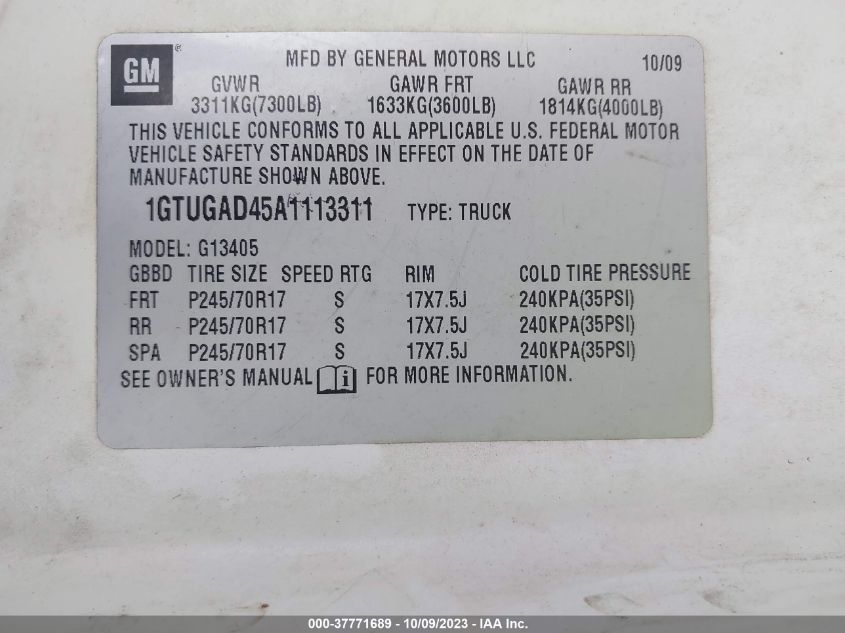 GM®
MFD BY GENERAL MOTORS LLC 10/09
GVWR GAWR FRT GAWR RR
3311KG(7300LB) 1633KG(3600LB) 1814KG(4000LB)
THIS VEHICLE CONFORMS TO ALL APPLICABLE U.S. FEDERAL MOTOR
VEHICLE SAFETY STANDARDS IN EFFECT ON THE DATE OF
MANUFACTURE SHOWN ABOVE.
1GTUGAD45A1113311 TYPE: TRUCK
MODEL: G13405
GBBD TIRE SIZE SPEED RTG RIM COLD TIRE PRESSURE
FRT P245/70R17 S 17X7.5J 240KPA(35PSI)
RR P245/70R17 S 17X7.5J 240KPA(35PSI)
SPA P245/70R17 S 17X7.5J 240KPA(35PSI)
SEE OWNER'S MANUAL i FOR MORE INFORMATION.
000-37771689 - 10/09/2023 - IAA Inc.